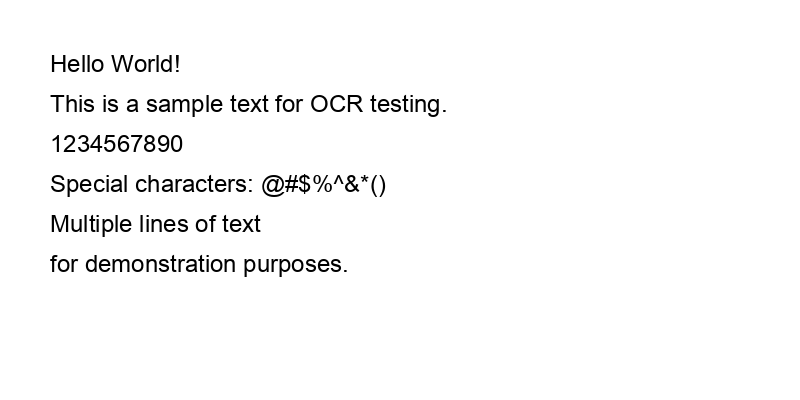 Hello World!
This is a sample text for OCR testing.
1234567890
Special characters: @#$%^&*()
Multiple lines of text
for demonstration purposes.